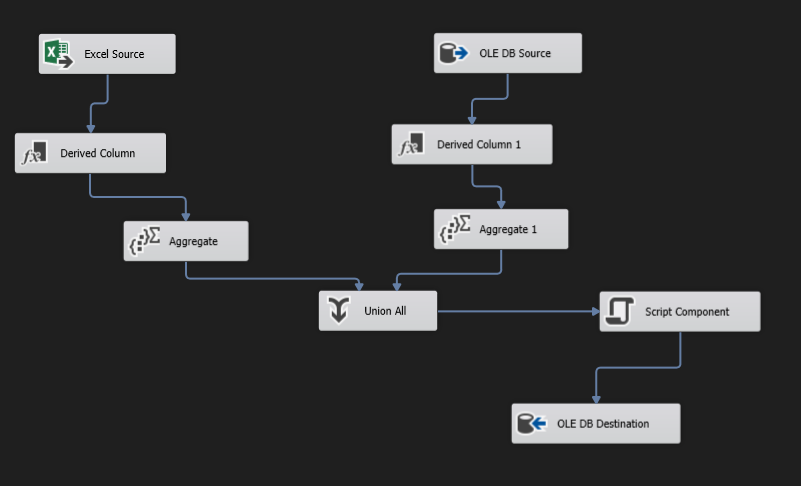 Excel Source
OLE DB Source
Derived Column
Derived Column 1
Aggregate
Aggregate 1
Union All
Script Component
OLE DB Destination